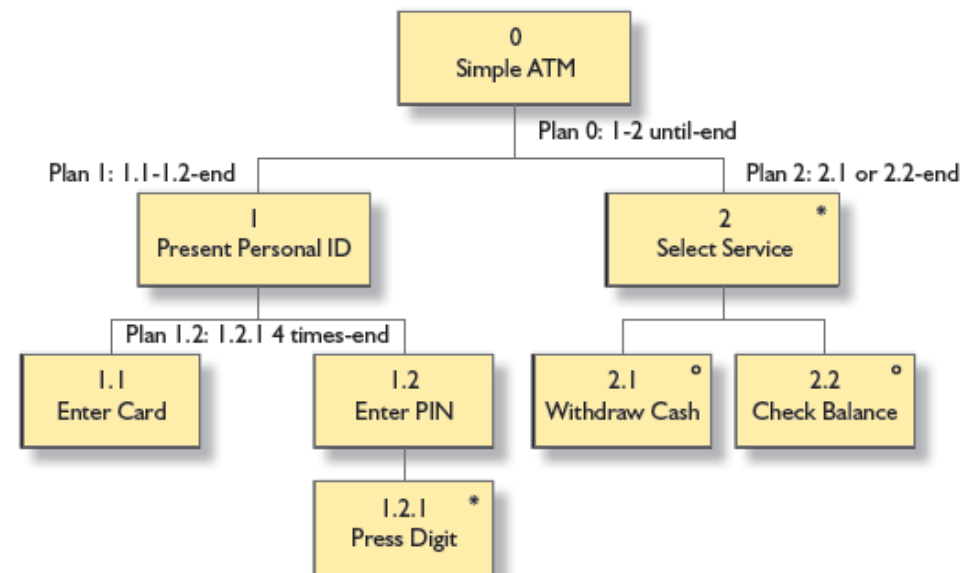 0
Simple ATM
Plan 0: 1-2 until-end
Plan 1: 1.1-1.2-end
Plan 2: 2.1 or 2.2-end
1
Present Personal ID
2 *
Select Service
Plan 1.2: 1.2.1 4 times-end
1.1
Enter Card
1.2
Enter PIN
2.1 o
Withdraw Cash
2.2 o
Check Balance
1.2.1 *
Press Digit